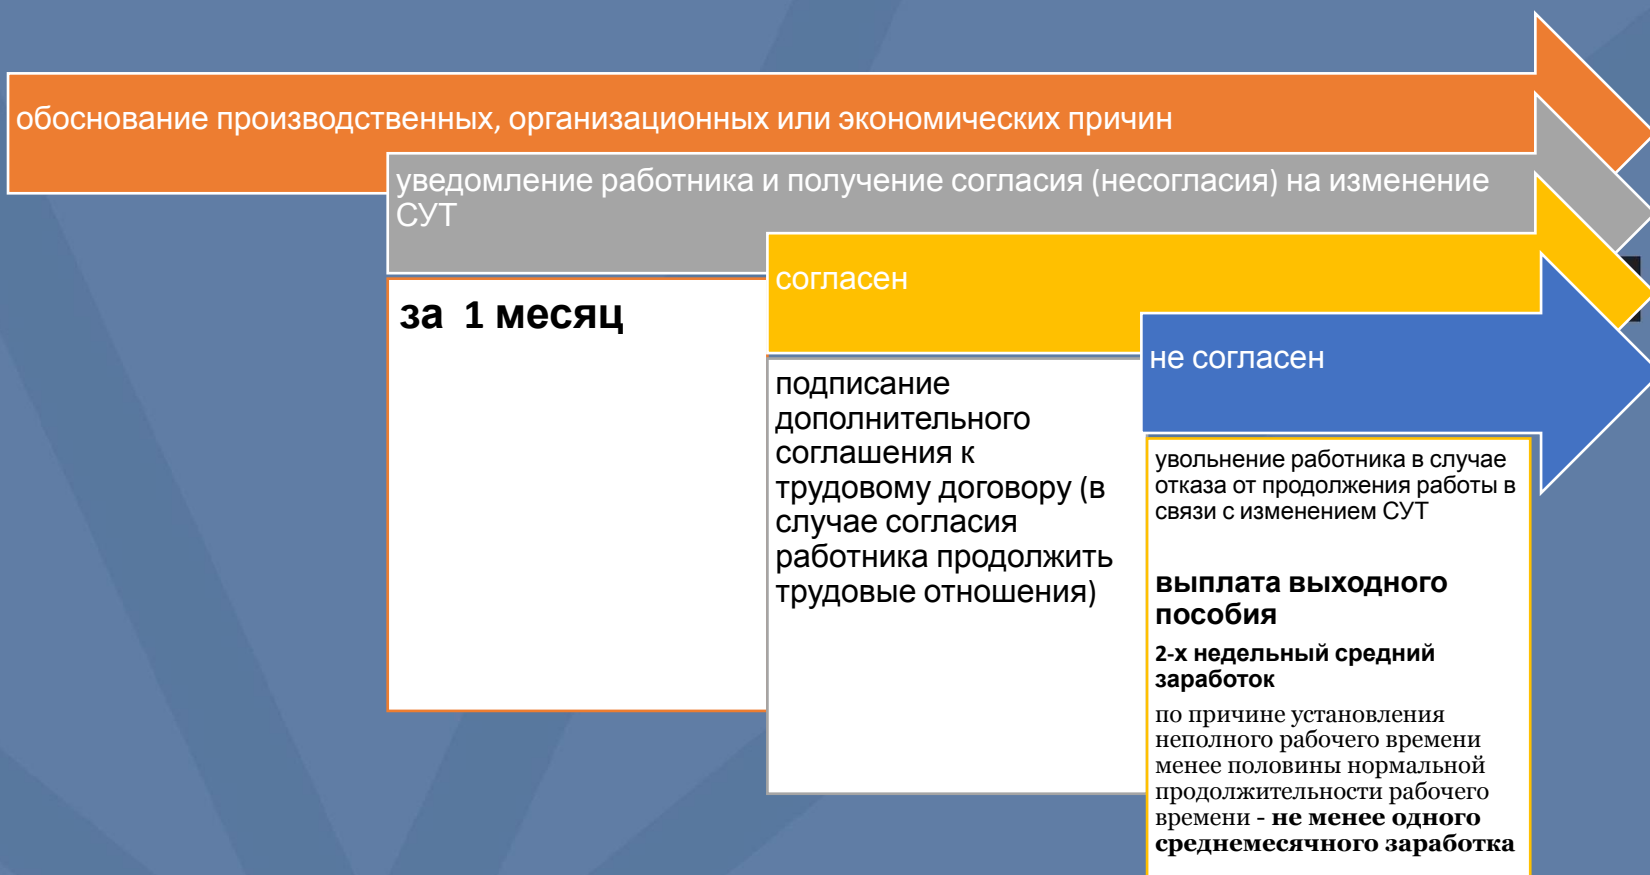 обоснование производственных, организационных или экономических причин
уведомление работника и получение согласия (несогласия) на изменение
СУТ
за 1 месяц
согласен
подписание
дополнительного
соглашения к
трудовому договору (в
случае согласия
работника продолжить
трудовые отношения)
не согласен
увольнение работника в случае
отказа от продолжения работы в
связи с изменением СУТ
выплата выходного
пособия
2-х недельный средний
заработок
по причине установления
неполного рабочего времени
менее половины нормальной
продолжительности рабочего
времени - не менее одного
среднемесячного заработка